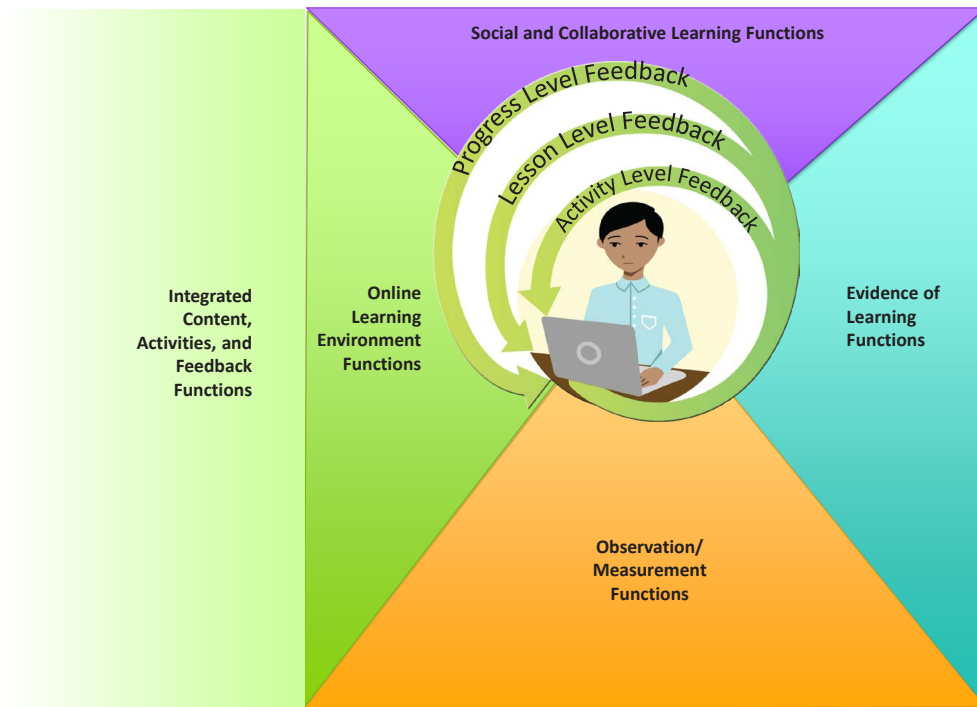 Social and Collaborative Learning Functions
Progress Level Feedback
Lesson Level Feedback
Activity Level Feedback
Integrated
Content,
Activities, and
Feedback
Functions
Online
Learning
Environment
Functions
Evidence of
Learning
Functions
Observation/
Measurement
Functions